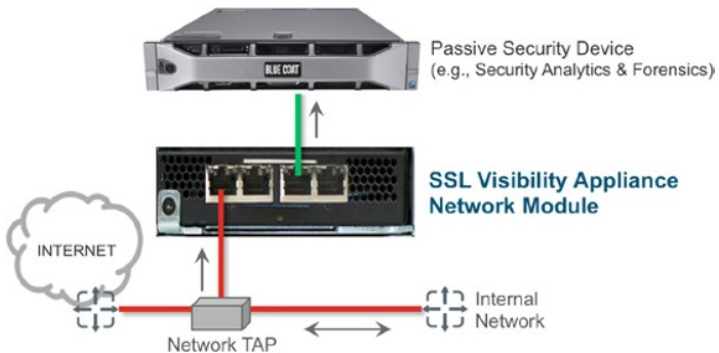 Passive Security Device
(e.g., Security Analytics & Forensics)
BLUE COAT
SSL Visibility Appliance
Network Module
INTERNET
Internal
Network
Network TAP